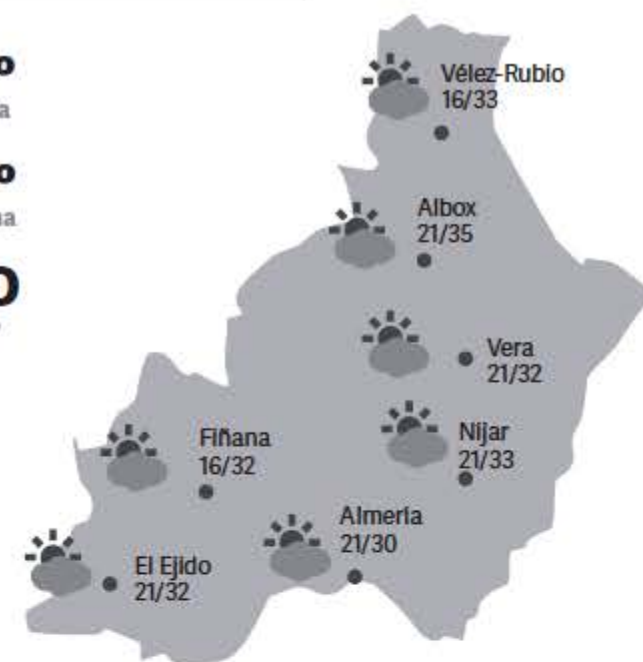 Vélez-Rubio
16/33
Albox
21/35
Vera
21/32
Níjar
21/33
Fiñana
16/32
Almería
21/30
El Ejido
21/32